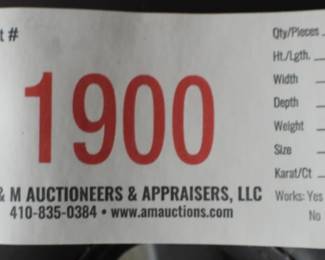 t #
1900
& M AUCTIONEERS & APPRAISERS, LLC
410-835-0384 • www.amauctions.com
Qty/Pieces
Ht./Lgth.
Width
Depth
Weight
Size
Karat/Ct
Works: Yes
No